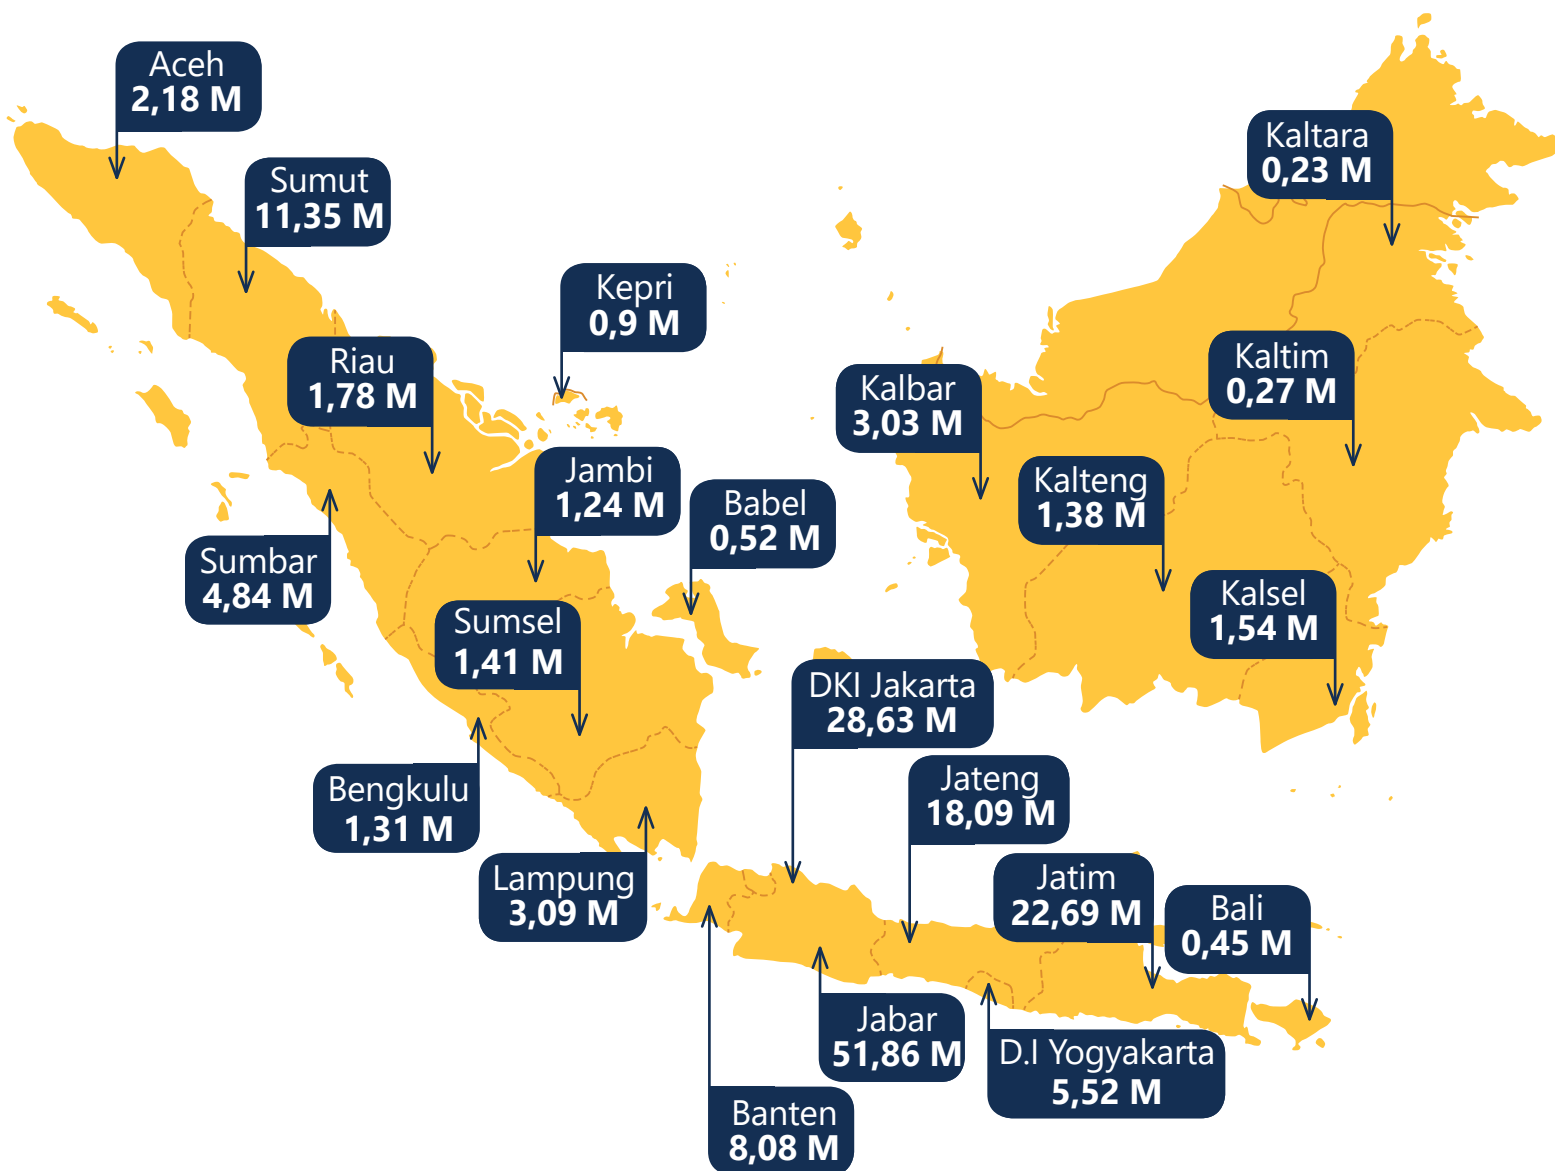 Aceh
2,18 M
Sumut
11,35 M
Kaltara
0,23 M
Kepri
0,9 M
Riau
1,78 M
Kaltim
0,27 M
Kalbar
3,03 M
Jambi
1,24 M
Kalteng
1,38 M
Babel
0,52 M
Sumbar
4,84 M
Kalsel
1,54 M
Sumsel
1,41 M
DKI Jakarta
28,63 M
Bengkulu
1,31 M
Jateng
18,09 M
Lampung
3,09 M
Jatim
22,69 M
Bali
0,45 M
Jabar
51,86 M
D.I Yogyakarta
5,52 M
Banten
8,08 M